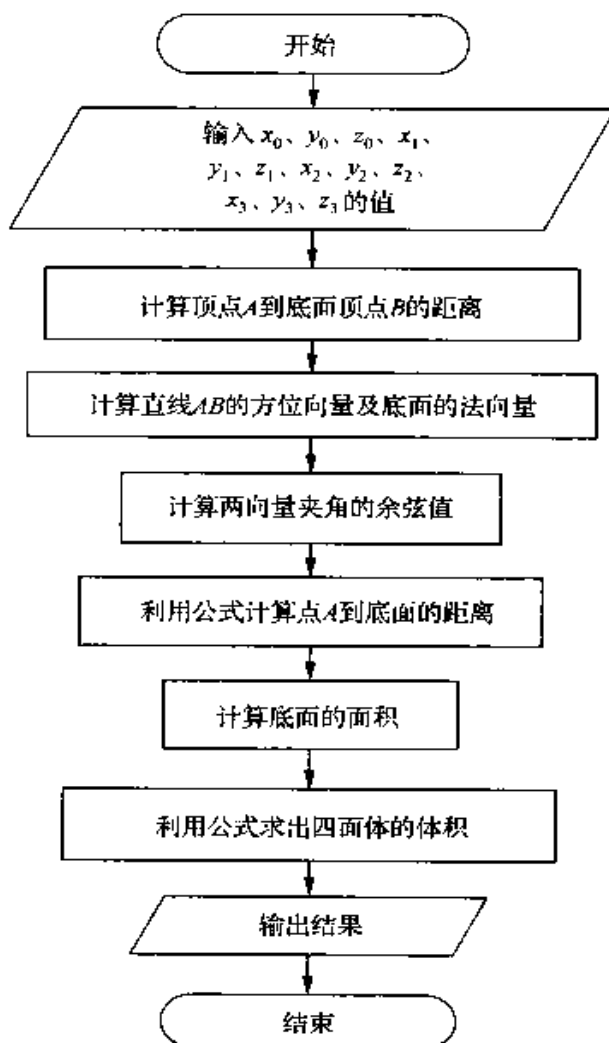 开始
输入 x₀、y₀、z₀、x₁、
y₁、z₁、x₂、y₂、z₂、
x₃、y₃、z₃ 的值
计算顶点A到底面顶点B的距离
计算直线AB的方位向量及底面的法向量
计算两向量夹角的余弦值
利用公式计算点A到底面的距离
计算底面的面积
利用公式求出四面体的体积
输出结果
结束